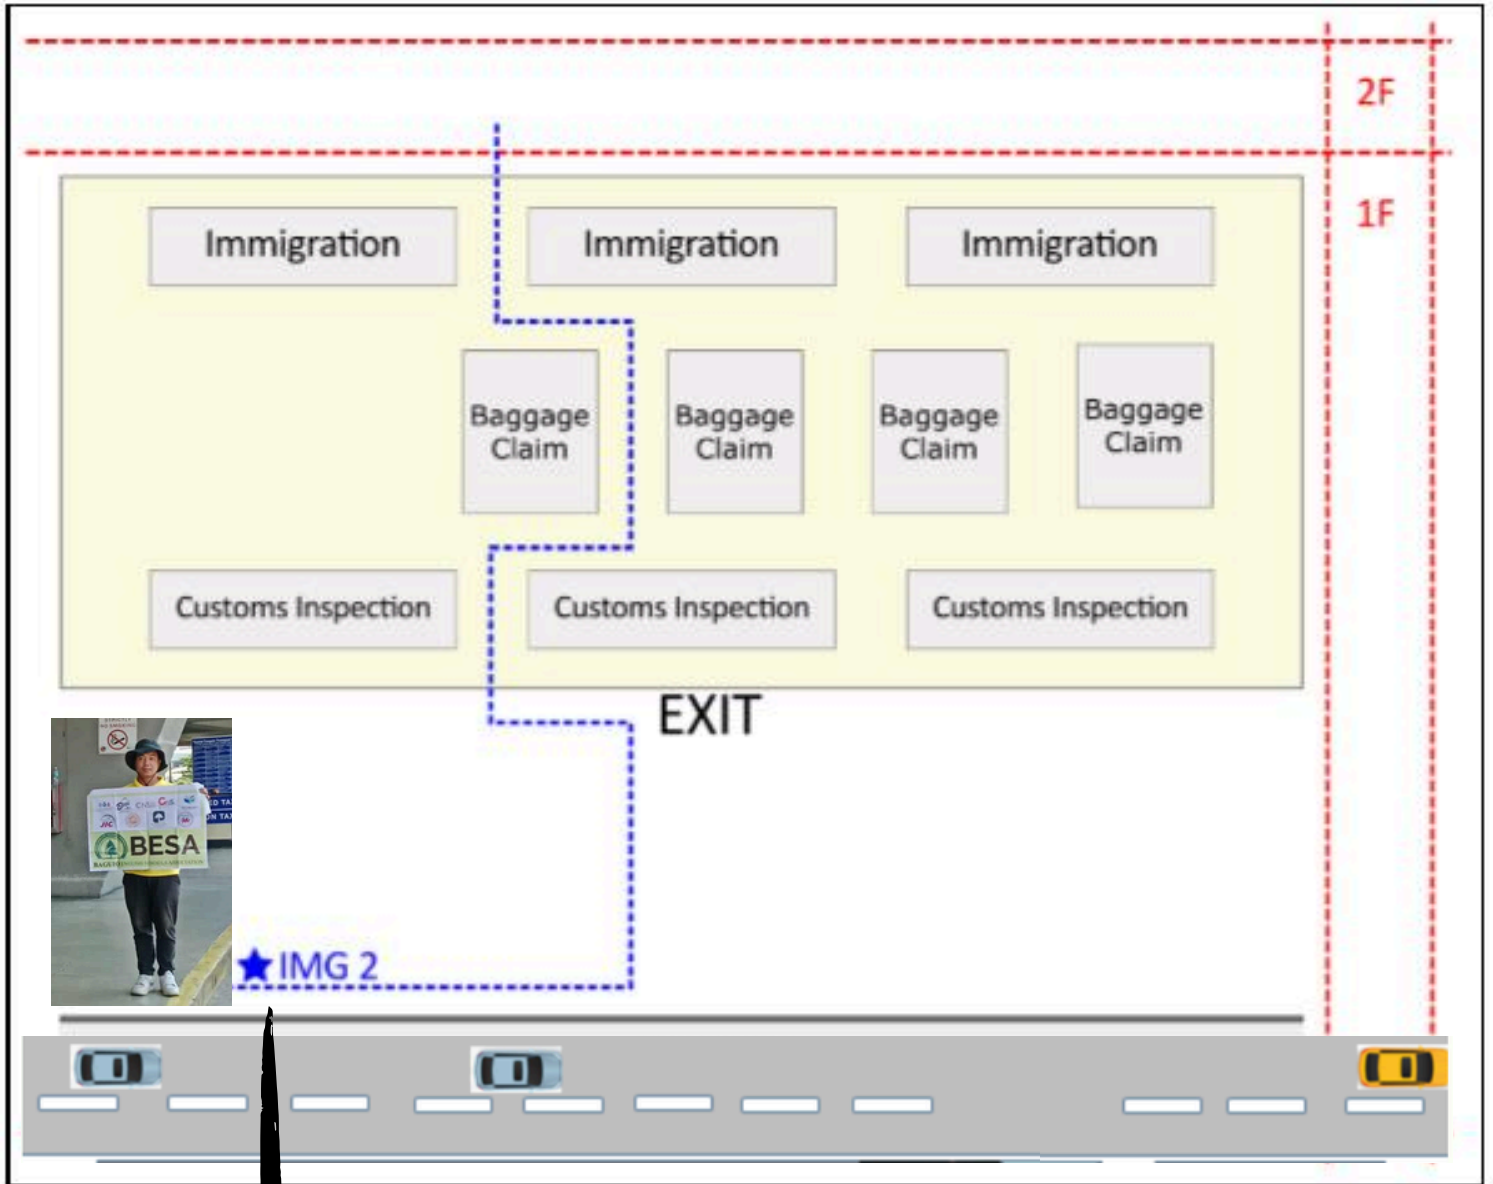 2F
1F
Immigration
Immigration
Immigration
Baggage
Claim
Baggage
Claim
Baggage
Claim
Baggage
Claim
Customs Inspection
Customs Inspection
Customs Inspection
EXIT
BESA
IMG 2